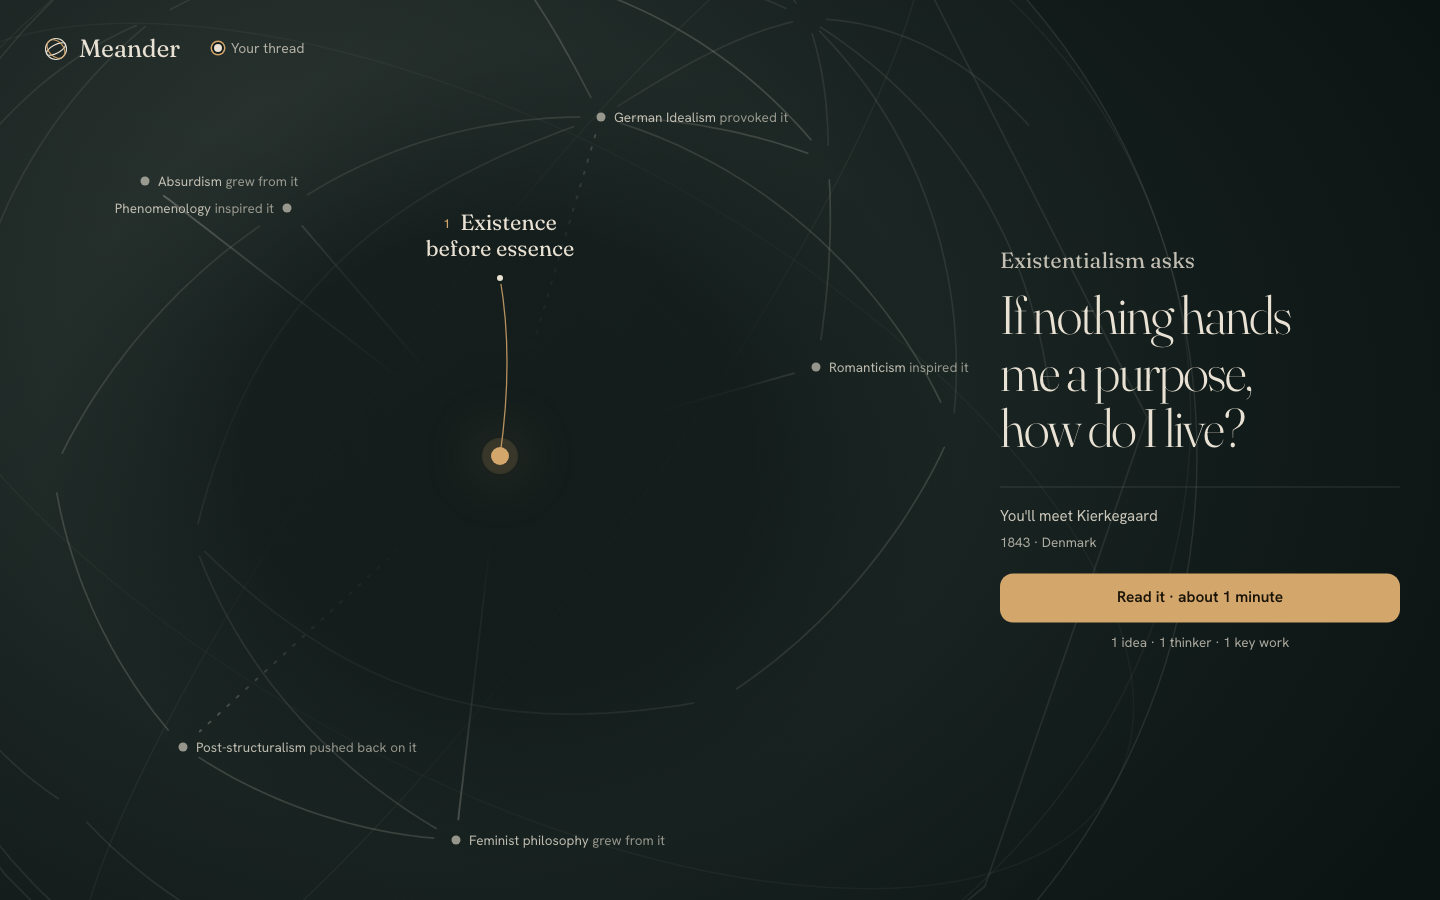 Meander
Your thread
German Idealism provoked it
Absurdism grew from it
Phenomenology inspired it
1 Existence
before essence
Romanticism inspired it
Post-structuralism pushed back on it
Feminist philosophy grew from it
Existentialism asks
If nothing hands
me a purpose,
how do I live?
You'll meet Kierkegaard
1843 · Denmark
Read it · about 1 minute
1 idea · 1 thinker · 1 key work